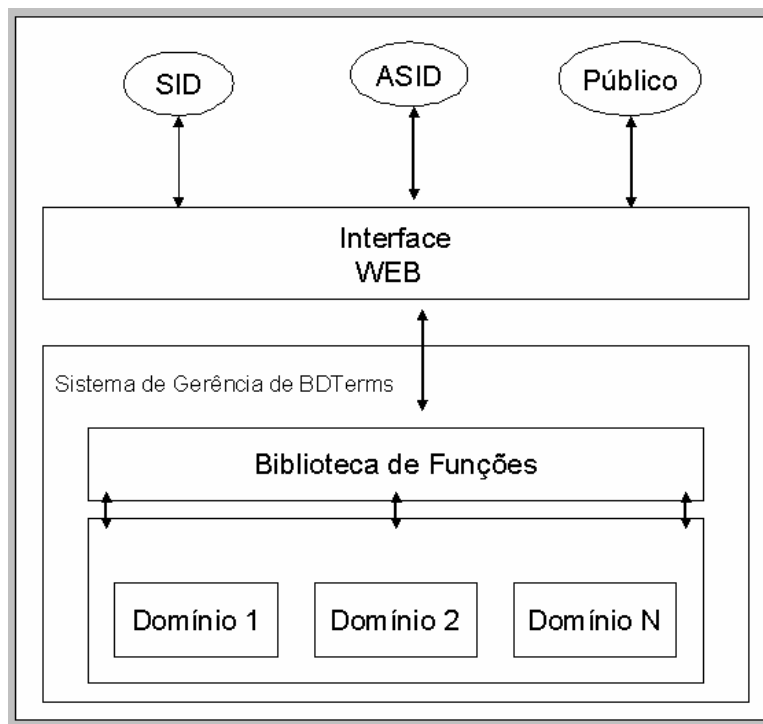 SID
ASID
Público
Interface
WEB
Sistema de Gerência de BDTerms
Biblioteca de Funções
Domínio 1
Domínio 2
Domínio N